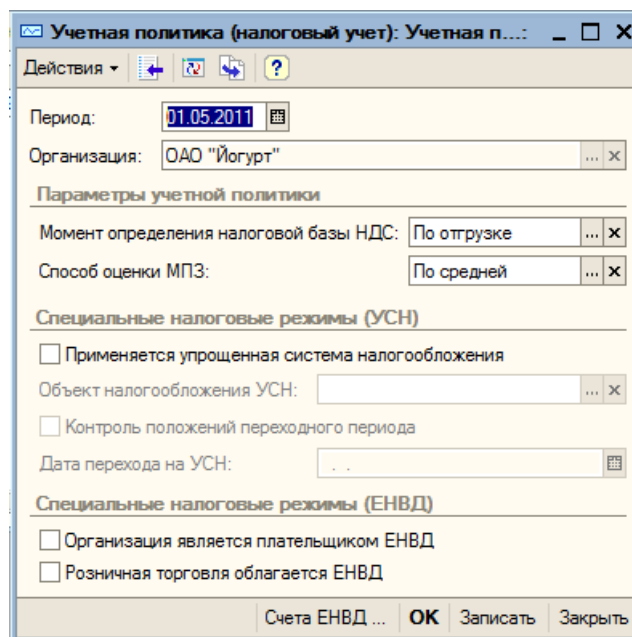 Учетная политика (налоговый учет): Учетная п...:
Действия
Период: 01.05.2011
Организация: ОАО "Йогурт" ...
Параметры учетной политики
Момент определения налоговой базы НДС: По отгрузке ...
Способ оценки МПЗ: По средней ...
Специальные налоговые режимы (УСН)
Применяется упрощенная система налогообложения
Объект налогообложения УСН: ...
Контроль положений переходного периода
Дата перехода на УСН: . .
Специальные налоговые режимы (ЕНВД)
Организация является плательщиком ЕНВД
Розничная торговля облагается ЕНВД
Счета ЕНВД ... OK Записать Закрыть